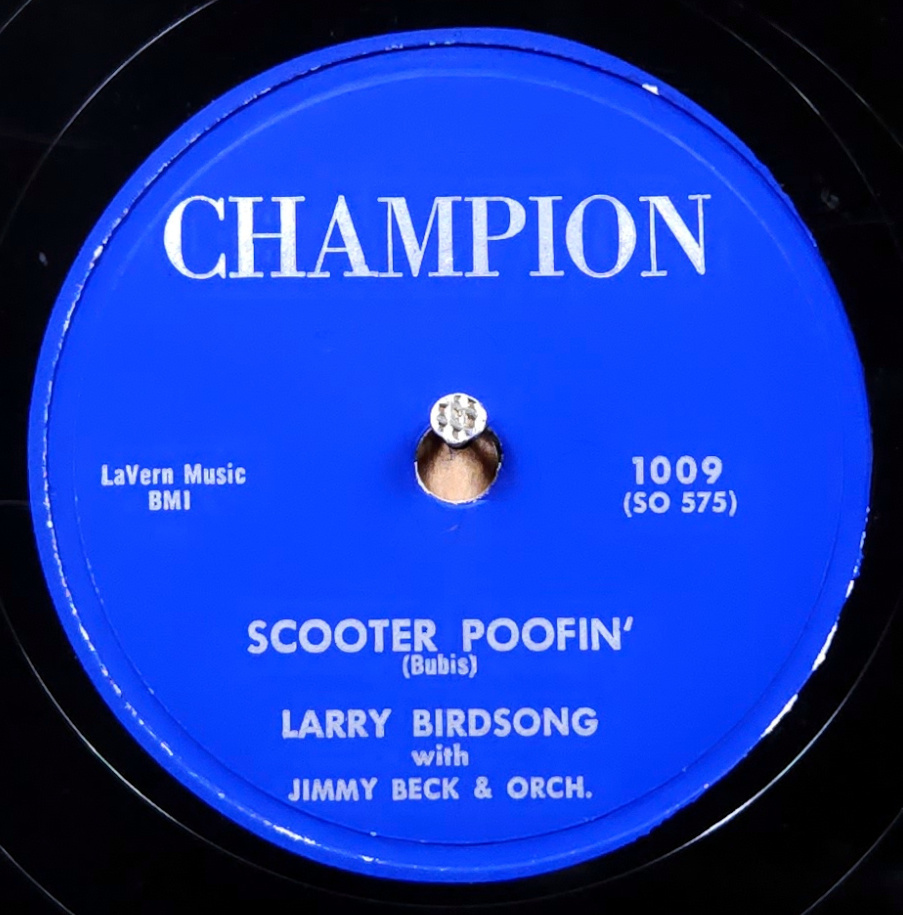 CHAMPION
LaVern Music
BMI
1009
(SO 575)
SCOOTER POOFIN‘
(Bubis)
LARRY BIRDSONG
with
JIMMY BECK & ORCH.